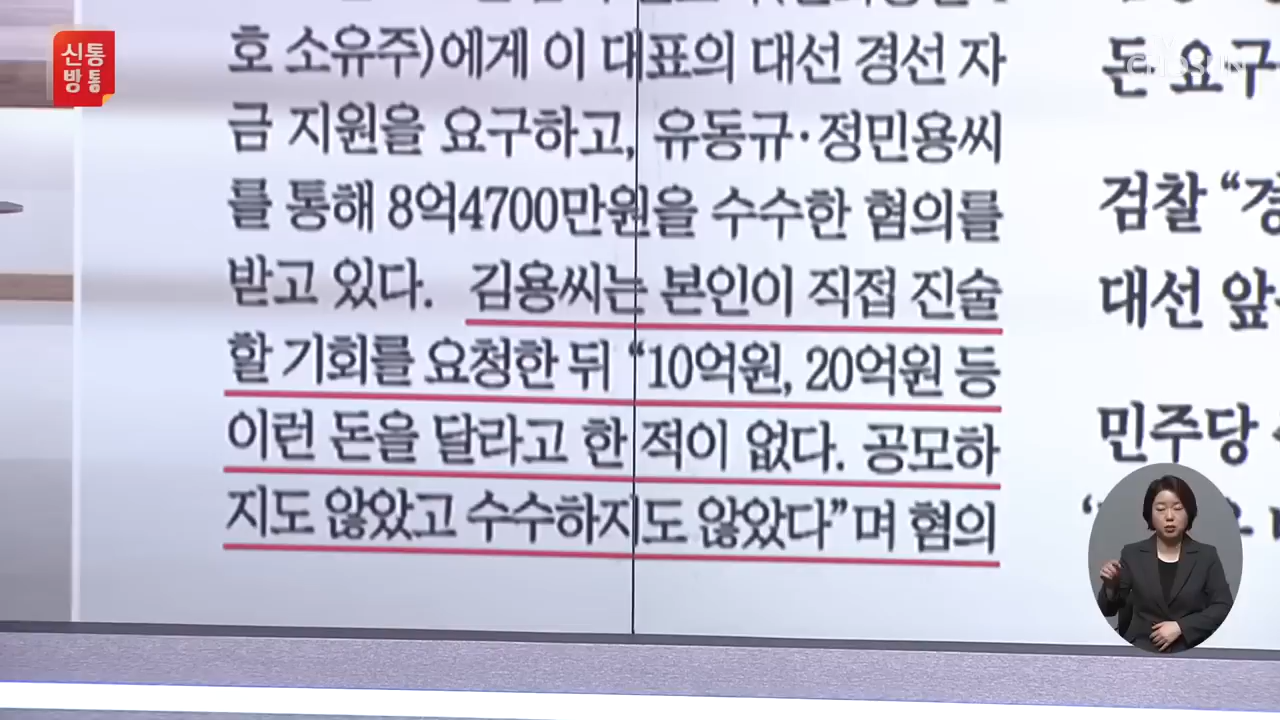 신통
방통
호 소유주)에게 이 대표의 대선 경선 자
금 지원을 요구하고, 유동규·정민용씨
를 통해 8억4700만원을 수수한 혐의를
받고 있다. 김용씨는 본인이 직접 진술
할 기회를 요청한 뒤 “10억원, 20억원 등
이런 돈을 달라고 한 적이 없다. 공모하
지도 않았고 수수하지도 않았다”며 혐의
CHOSUN
돈 요구
검찰 “경
대선 앞
민주당